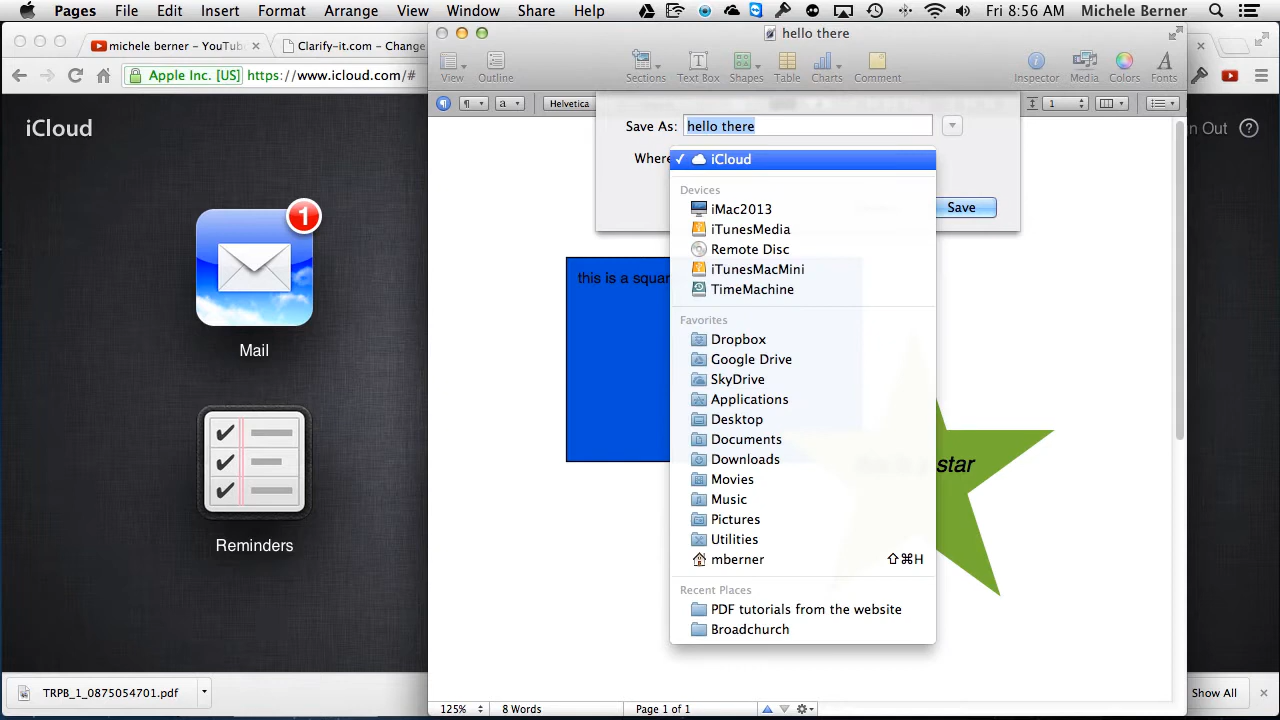 Pages File Edit Insert Format Arrange View Window Share Help Fri 8:56 AM Michele Berner
michele berner – YouTub
Clarify-it.com - Change
Apple Inc. [US] https://www.icloud.com/#
iCloud
n Out
1
Mail
Reminders
TRPB_1_0875054701.pdf
Show All
hello there
View Outline Sections Text Box Shapes Table Charts Comment Inspector Media Colors Fonts
a Helvetica 1
Save As: hello there
Where
iCloud
Save
Devices
iMac2013
iTunesMedia
Remote Disc
iTunesMacMini
TimeMachine
Favorites
Dropbox
Google Drive
SkyDrive
Applications
Desktop
Documents
Downloads
Movies
Music
Pictures
Utilities
mberner ⇧⌘H
Recent Places
PDF tutorials from the website
Broadchurch
this is a squar
star
125% 8 Words Page 1 of 1